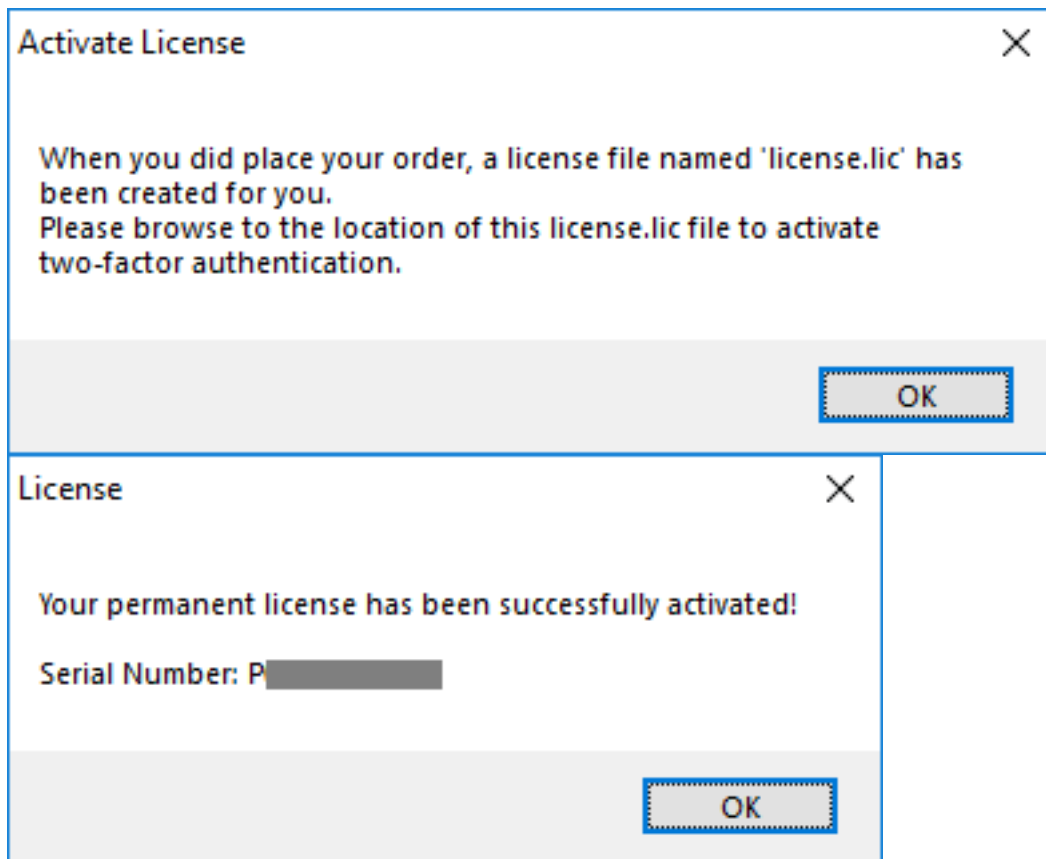 Activate License
When you did place your order, a license file named 'license.lic' has
been created for you.
Please browse to the location of this license.lic file to activate
two-factor authentication.
OK
License
Your permanent license has been successfully activated!
Serial Number: P
OK